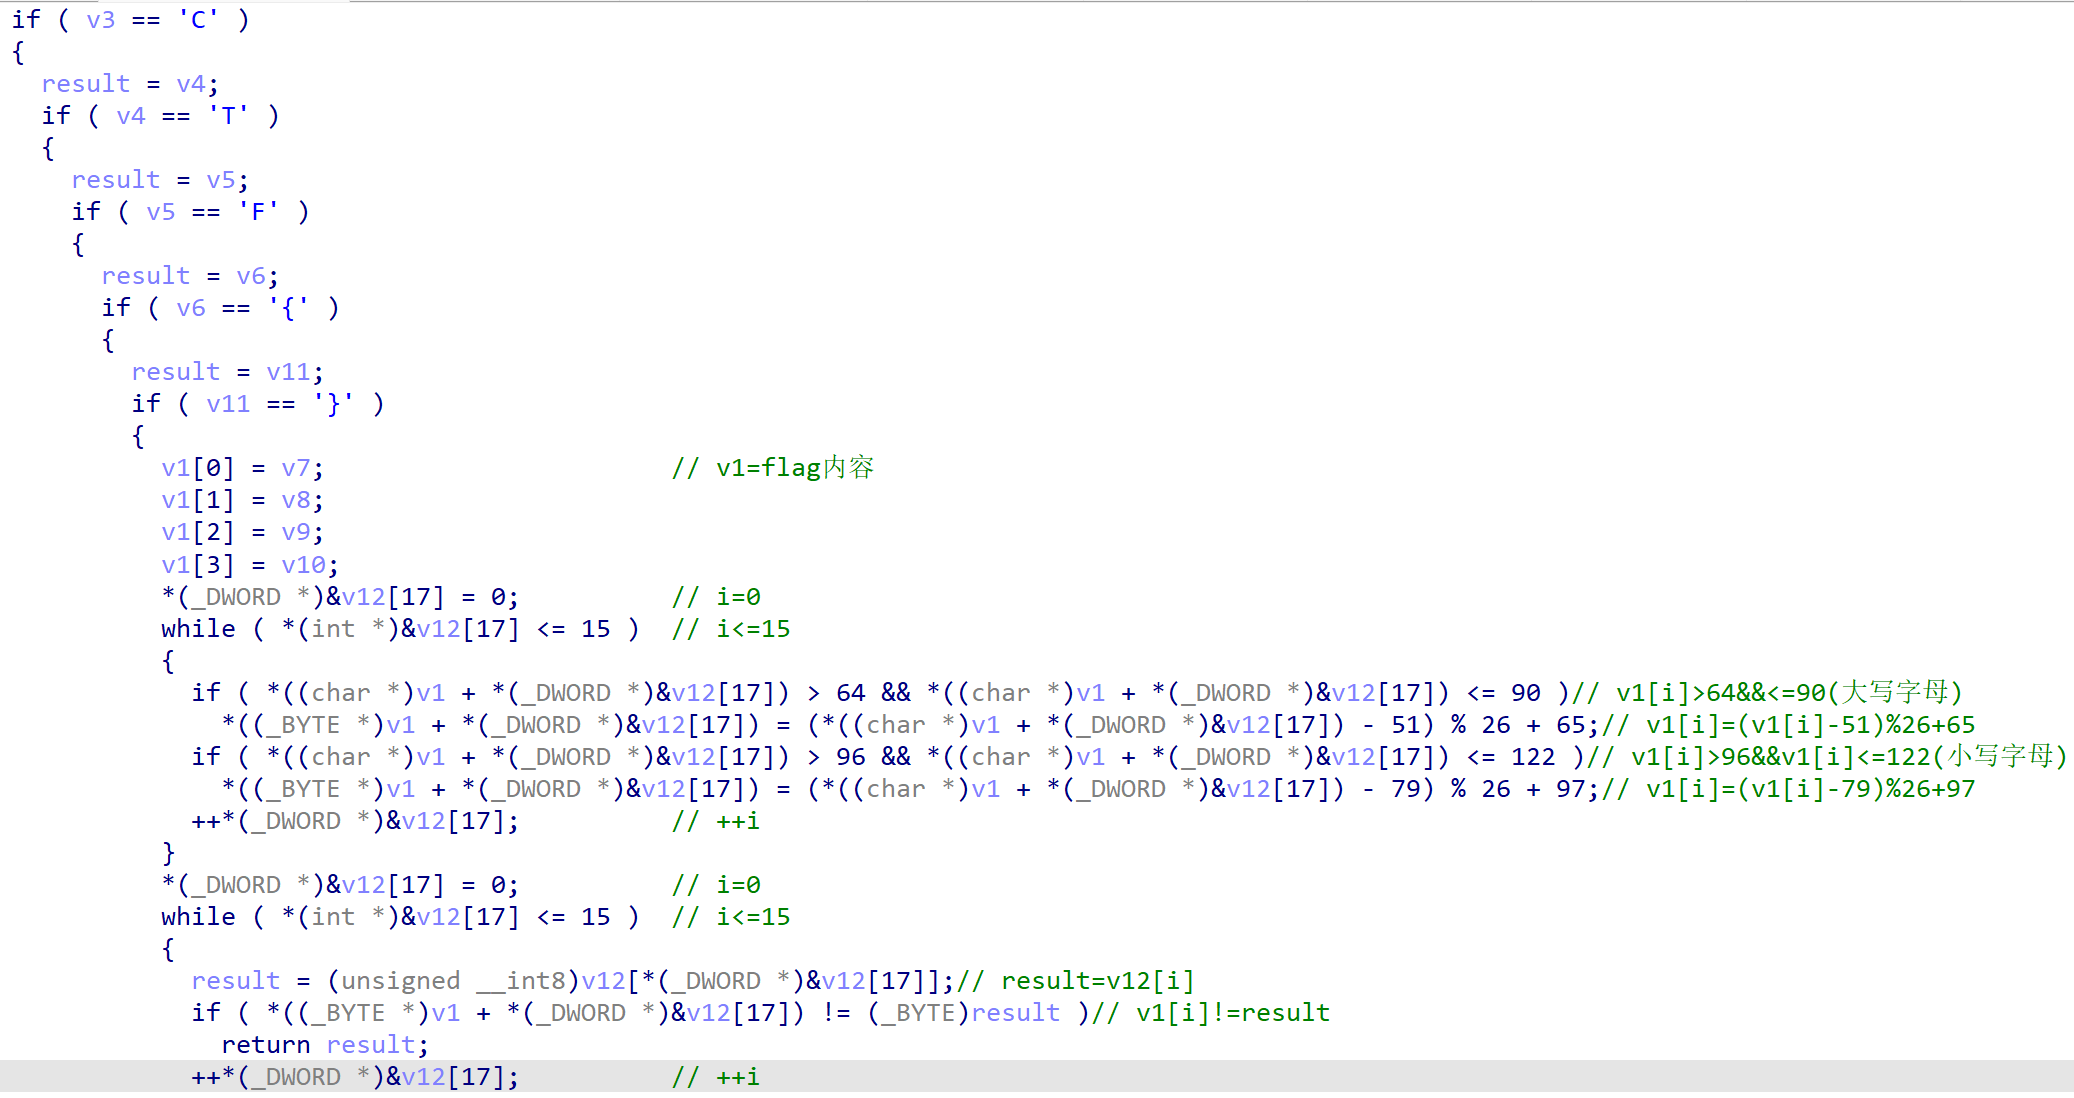 if ( v3 == 'C' )
{
result = v4;
if ( v4 == 'T' )
{
result = v5;
if ( v5 == 'F' )
{
result = v6;
if ( v6 == '{' )
{
result = v11;
if ( v11 == '}' )
{
v1[0] = v7; // v1=flag内容
v1[1] = v8;
v1[2] = v9;
v1[3] = v10;
*(_DWORD *)&v12[17] = 0; // i=0
while ( *(int *)&v12[17] <= 15 ) // i<=15
{
if ( *((char *)v1 + *(_DWORD *)&v12[17]) > 64 && *((char *)v1 + *(_DWORD *)&v12[17]) <= 90 )// v1[i]>64&&<=90(大写字母)
*((_BYTE *)v1 + *(_DWORD *)&v12[17]) = (*((char *)v1 + *(_DWORD *)&v12[17]) - 51) % 26 + 65;// v1[i]=(v1[i]-51)%26+65
if ( *((char *)v1 + *(_DWORD *)&v12[17]) > 96 && *((char *)v1 + *(_DWORD *)&v12[17]) <= 122 )// v1[i]>96&&v1[i]<=122(小写字母)
*((_BYTE *)v1 + *(_DWORD *)&v12[17]) = (*((char *)v1 + *(_DWORD *)&v12[17]) - 79) % 26 + 97;// v1[i]=(v1[i]-79)%26+97
++*(_DWORD *)&v12[17]; // ++i
}
*(_DWORD *)&v12[17] = 0; // i=0
while ( *(int *)&v12[17] <= 15 ) // i<=15
{
result = (unsigned __int8)v12[*(_DWORD *)&v12[17]];// result=v12[i]
if ( *((_BYTE *)v1 + *(_DWORD *)&v12[17]) != (_BYTE)result )// v1[i]!=result
return result;
++*(_DWORD *)&v12[17]; // ++i